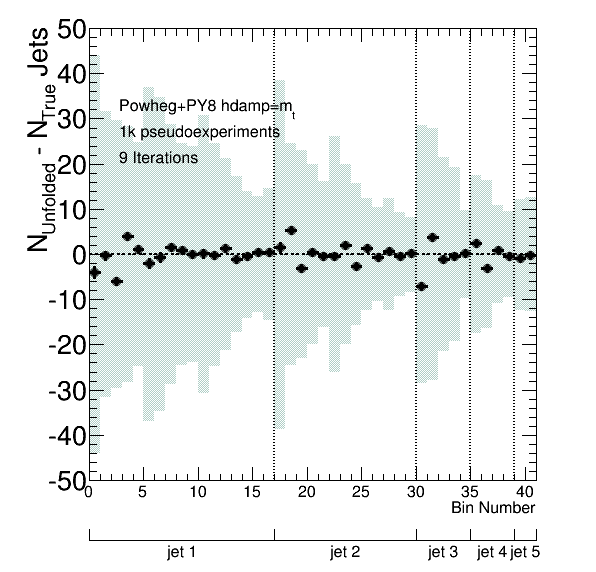 N_Unfolded - N_True Jets
50
40
30
20
10
0
-10
-20
-30
-40
-50
Powheg+PY8 hdamp=m_t
1k pseudoexperiments
9 Iterations
0 5 10 15 20 25 30 35 40
Bin Number
jet 1 jet 2 jet 3 jet 4 jet 5